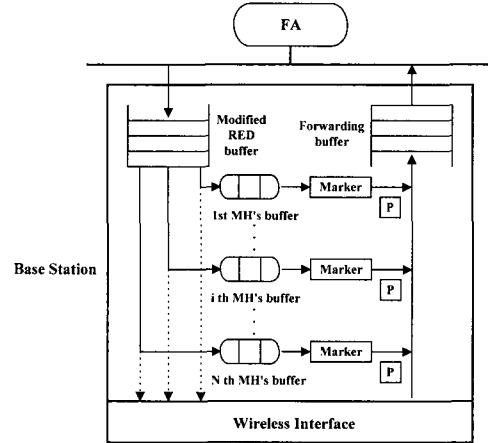 FA
Modified
RED
buffer
Forwarding
buffer
Marker
P
1st MH's buffer
Base Station
Marker
P
i th MH's buffer
Marker
P
N th MH's buffer
Wireless Interface